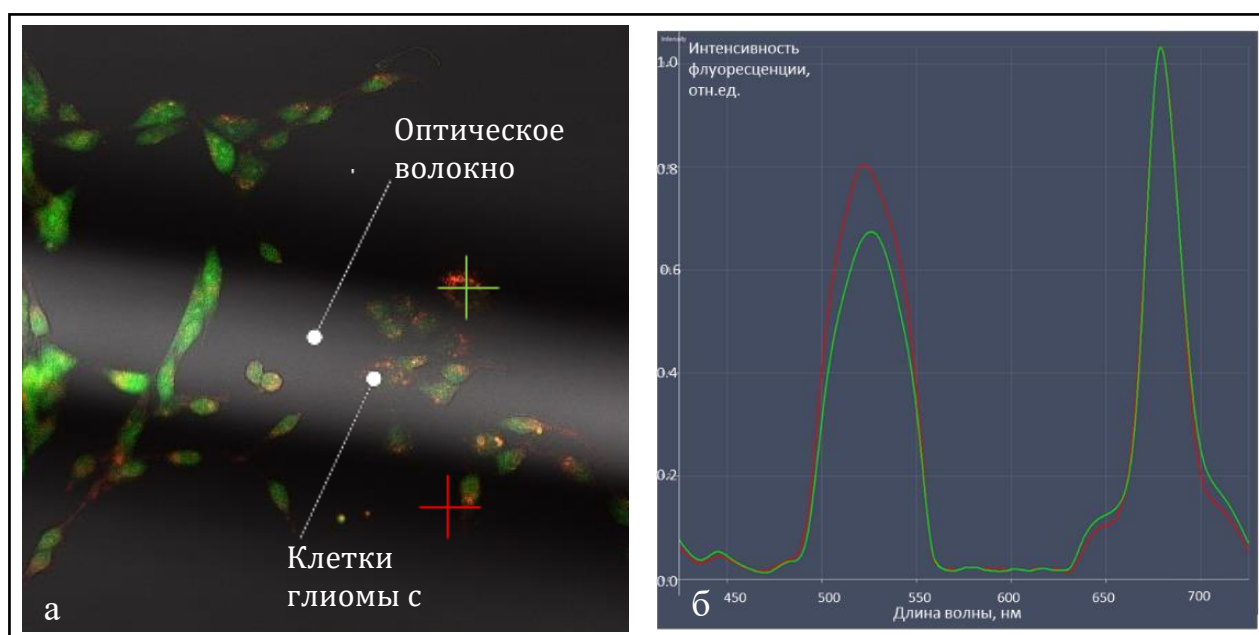 Оптическое
волокно
Клетки
глиомы с
а
Интенсивность
флуоресценции,
отн.ед.
1.0
0.8
0.6
0.4
0.2
0.0
450 500 550 600 650 700
Длина волны, нм
б